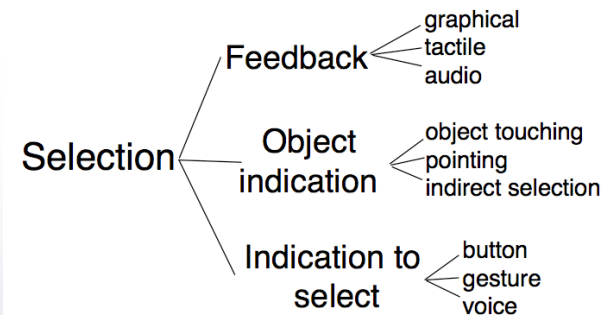 Selection
Feedback
graphical
tactile
audio
Object
indication
object touching
pointing
indirect selection
Indication to
select
button
gesture
voice